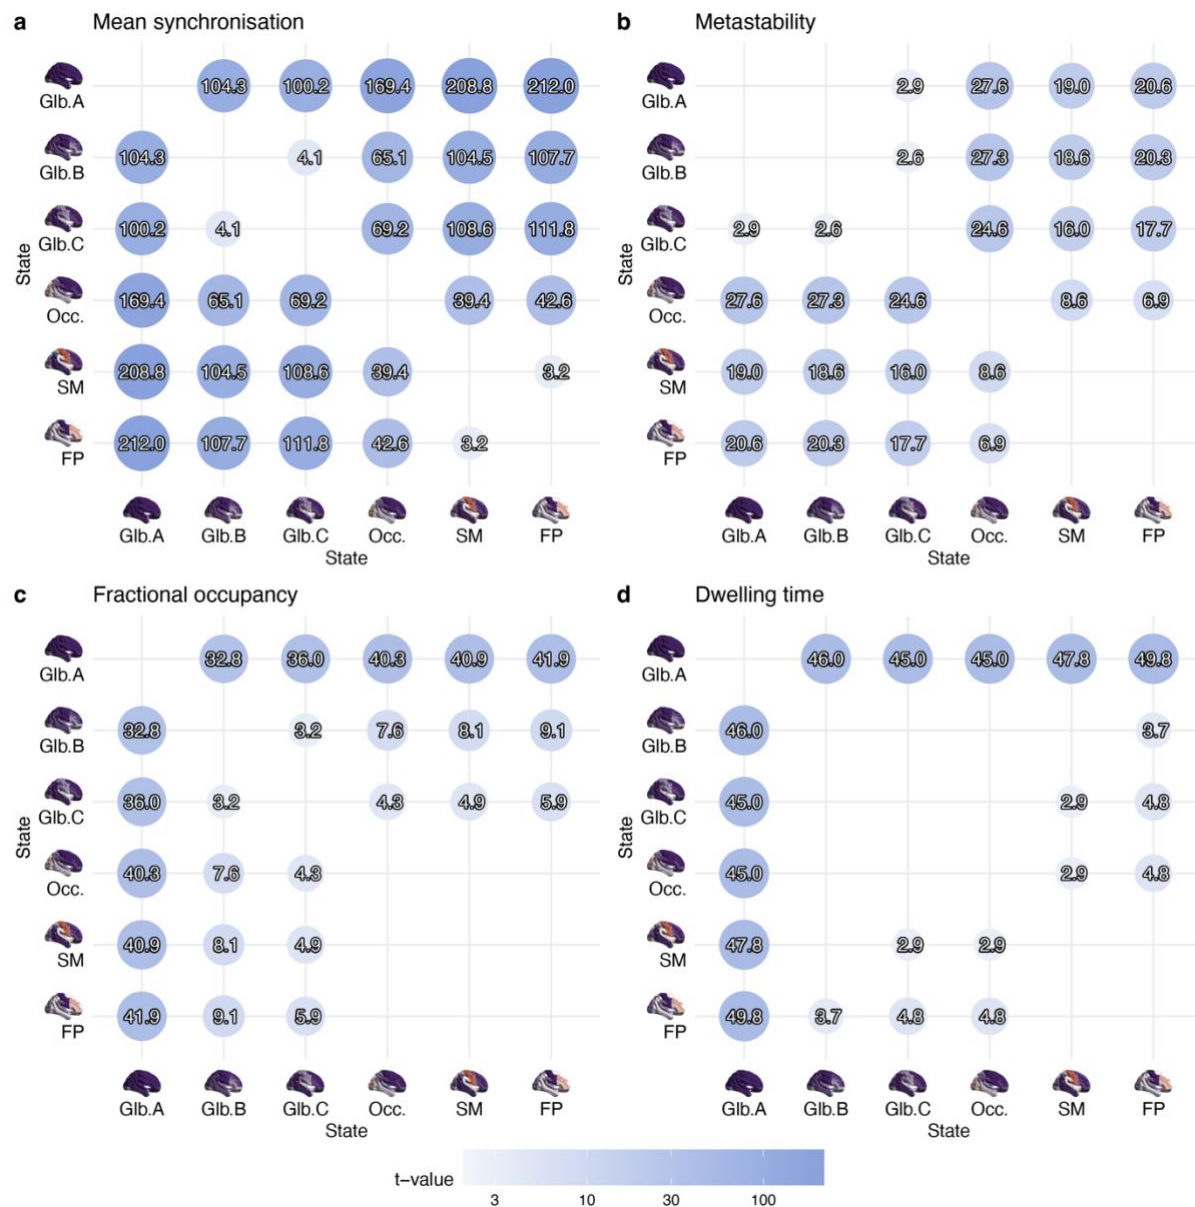 a Mean synchronisation
Glb.A 104.3 100.2 169.4 208.8 212.0
Glb.B 104.3 4.1 65.1 104.5 107.7
Glb.C 100.2 4.1 69.2 108.6 111.8
State
Occ. 169.4 65.1 69.2 39.4 42.6
SM 208.8 104.5 108.6 39.4 3.2
FP 212.0 107.7 111.8 42.6 3.2
Glb.A Glb.B Glb.C Occ. SM FP
State
b Metastability
Glb.A 2.9 27.6 19.0 20.6
Glb.B 2.6 27.3 18.6 20.3
Glb.C 2.9 2.6 24.6 16.0 17.7
State
Occ. 27.6 27.3 24.6 8.6 6.9
SM 19.0 18.6 16.0 8.6
FP 20.6 20.3 17.7 6.9
Glb.A Glb.B Glb.C Occ. SM FP
State
c Fractional occupancy
Glb.A 32.8 36.0 40.3 40.9 41.9
Glb.B 32.8 3.2 7.6 8.1 9.1
Glb.C 36.0 3.2 4.3 4.9 5.9
State
Occ. 40.3 7.6 4.3
SM 40.9 8.1 4.9
FP 41.9 9.1 5.9
Glb.A Glb.B Glb.C Occ. SM FP
State
d Dwelling time
Glb.A 46.0 45.0 45.0 47.8 49.8
Glb.B 46.0 3.7
Glb.C 45.0 2.9 4.8
State
Occ. 45.0 2.9 4.8
SM 47.8 2.9 2.9
FP 49.8 3.7 4.8 4.8
Glb.A Glb.B Glb.C Occ. SM FP
State
t−value
3 10 30 100